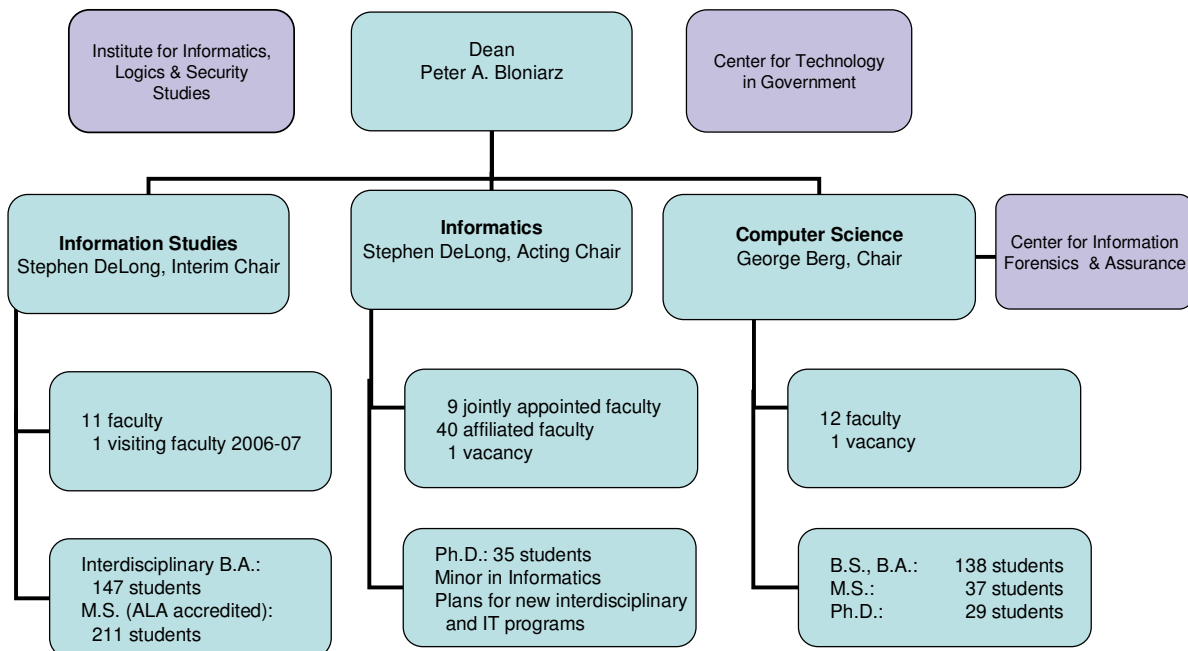 Institute for Informatics,
Logics & Security
Studies
Dean
Peter A. Bloniarz
Center for Technology
in Government
Information Studies
Stephen DeLong, Interim Chair
Informatics
Stephen DeLong, Acting Chair
Computer Science
George Berg, Chair
Center for Information
Forensics & Assurance
11 faculty
1 visiting faculty 2006-07
9 jointly appointed faculty
40 affiliated faculty
1 vacancy
12 faculty
1 vacancy
Interdisciplinary B.A.:
147 students
M.S. (ALA accredited):
211 students
Ph.D.: 35 students
Minor in Informatics
Plans for new interdisciplinary
and IT programs
B.S., B.A.: 138 students
M.S.: 37 students
Ph.D.: 29 students